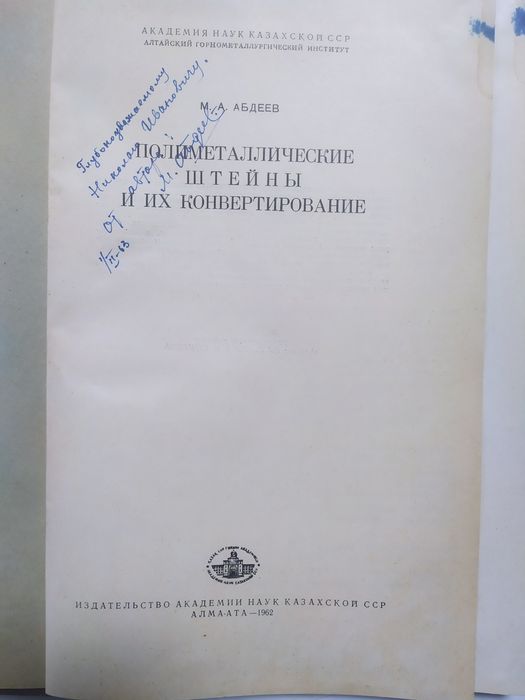 АКАДЕМИЯ НАУК КАЗАХСКОЙ ССР
АЛТАЙСКИЙ ГОРНОМЕТАЛЛУРГИЧЕСКИЙ ИНСТИТУТ
Глубокоуважаемому
Николаю Ивановичу.
от автора!
М. Абдеев
М. А. АБДЕЕВ
ПОЛИМЕТАЛЛИЧЕСКИЕ
ШТЕЙНЫ
И ИХ КОНВЕРТИРОВАНИЕ
ИЗДАТЕЛЬСТВО АКАДЕМИИ НАУК КАЗАХСКОЙ ССР
АЛМА-АТА—1962